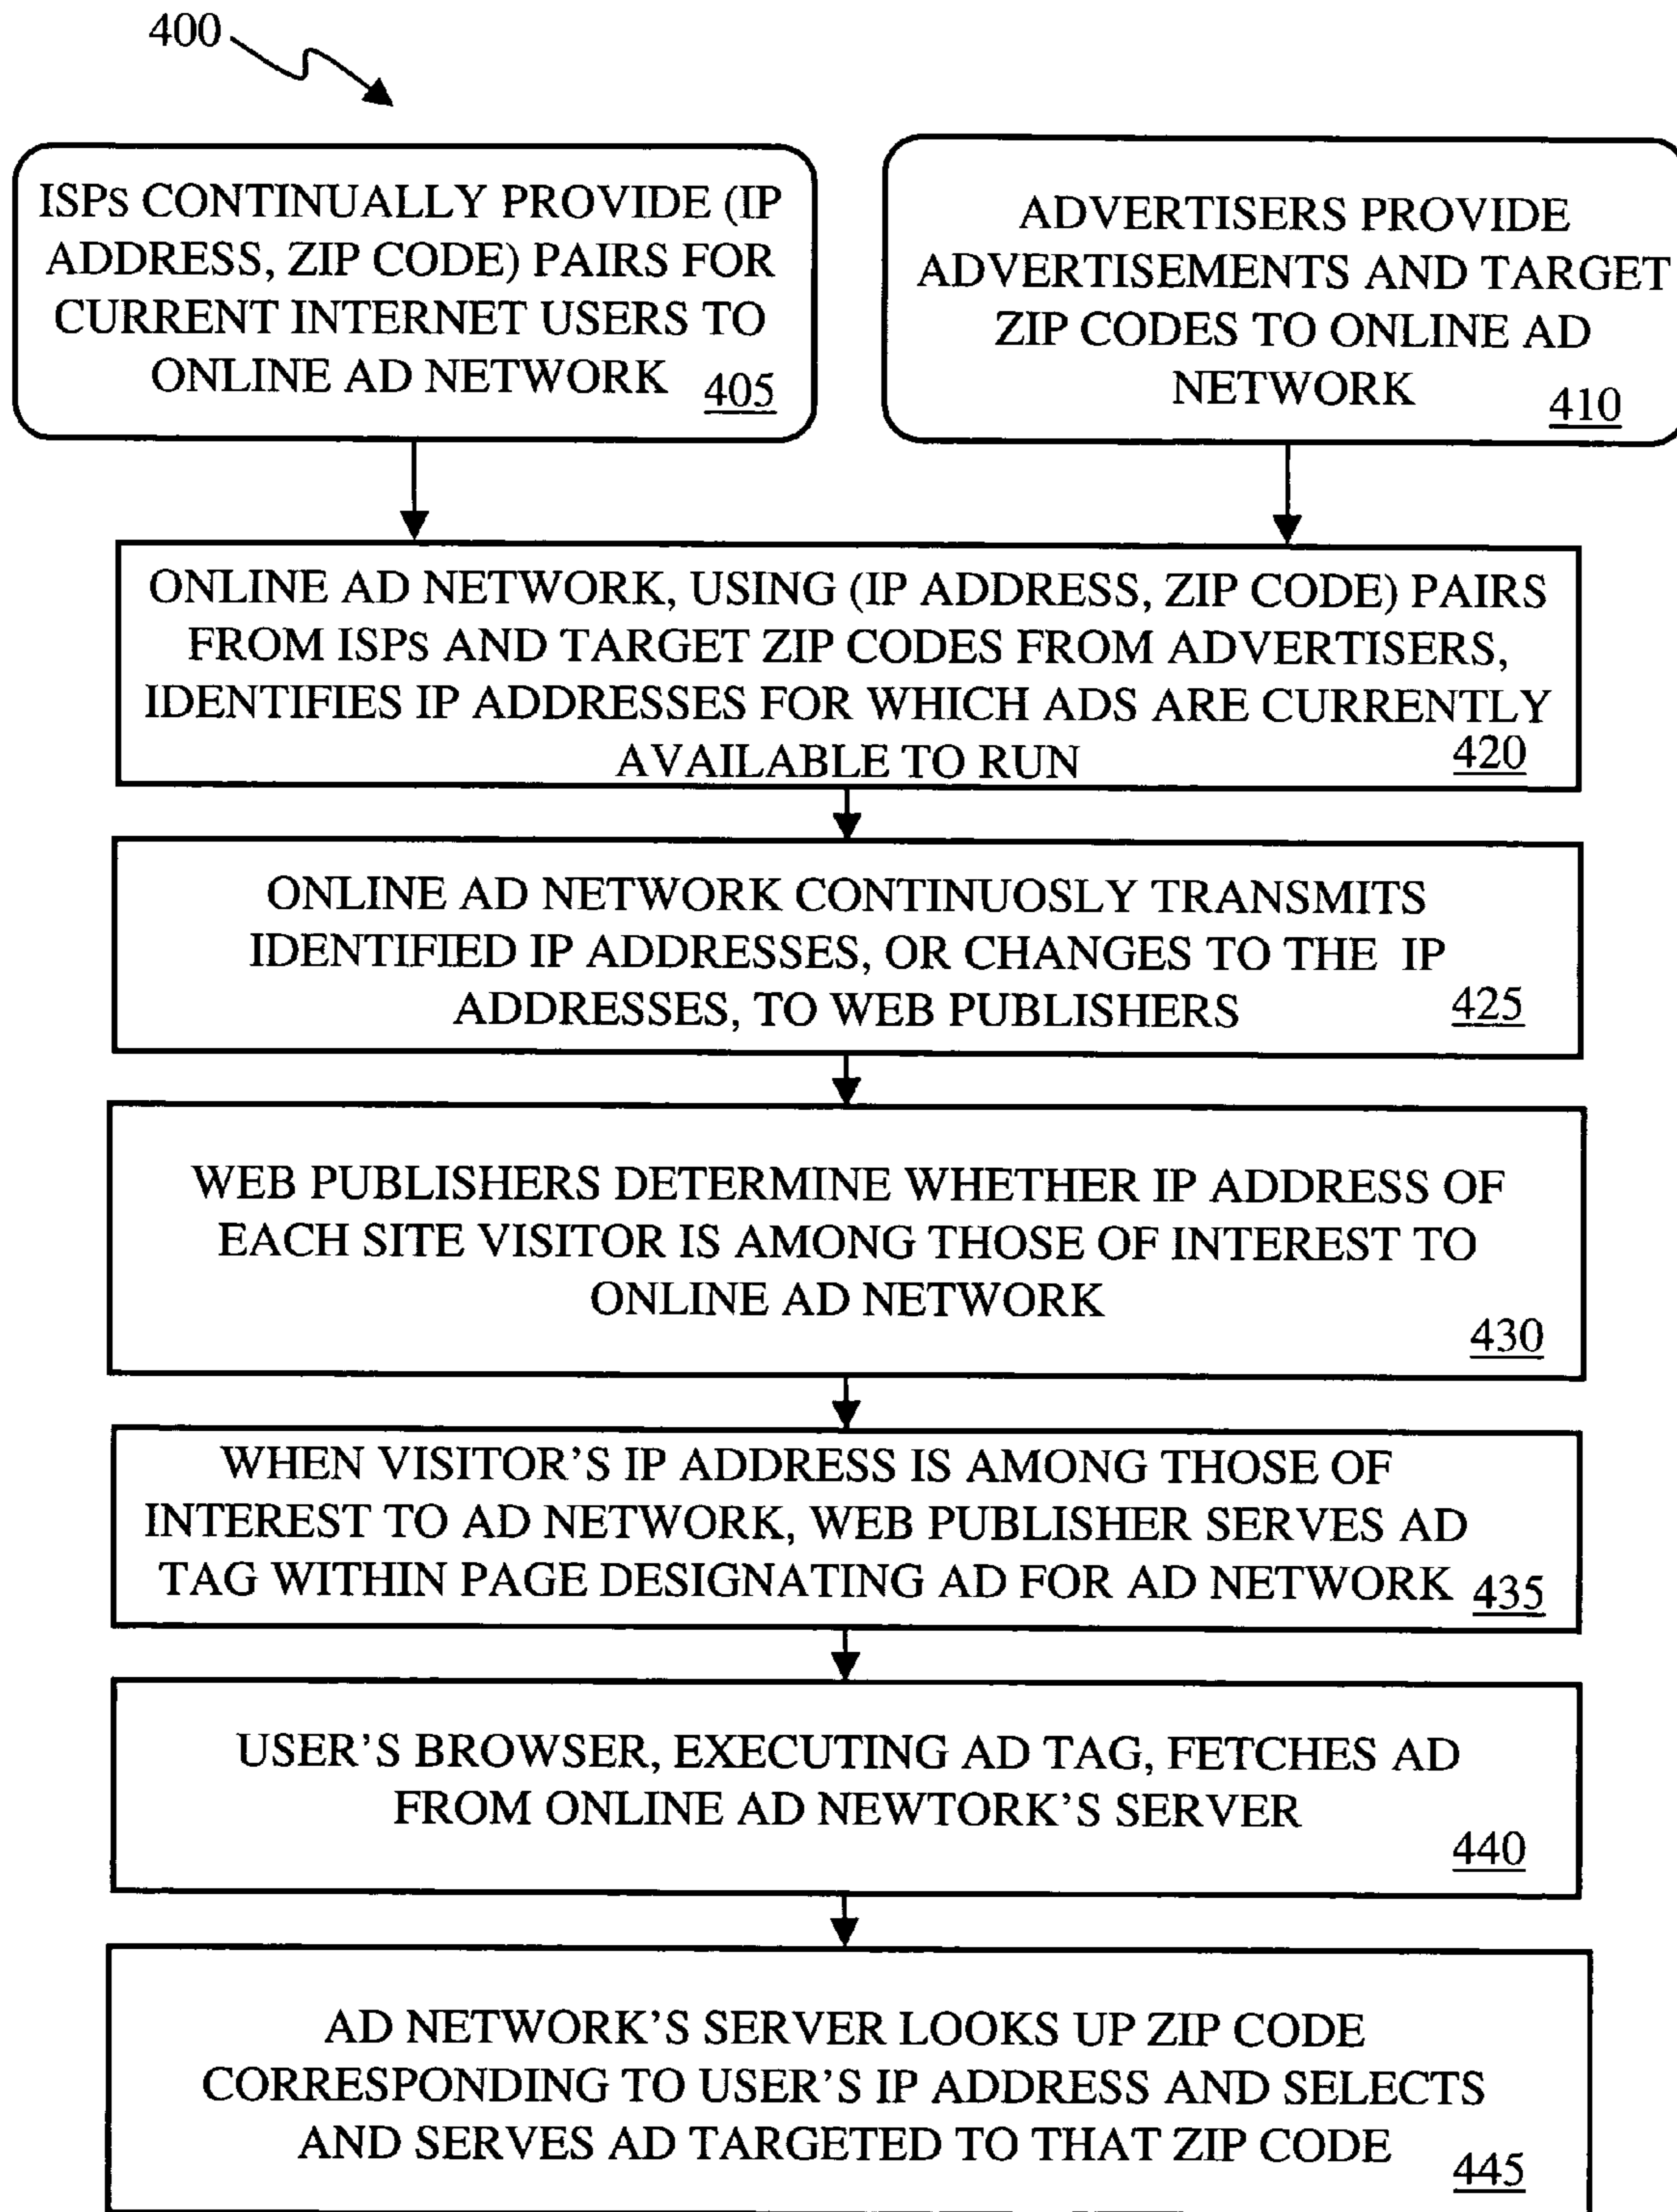 400
ISPs CONTINUALLY PROVIDE (IP
ADDRESS, ZIP CODE) PAIRS FOR
CURRENT INTERNET USERS TO
ONLINE AD NETWORK 405
ADVERTISERS PROVIDE
ADVERTISEMENTS AND TARGET
ZIP CODES TO ONLINE AD
NETWORK 410
ONLINE AD NETWORK, USING (IP ADDRESS, ZIP CODE) PAIRS
FROM ISPs AND TARGET ZIP CODES FROM ADVERTISERS,
IDENTIFIES IP ADDRESSES FOR WHICH ADS ARE CURRENTLY
AVAILABLE TO RUN 420
ONLINE AD NETWORK CONTINUOSLY TRANSMITS
IDENTIFIED IP ADDRESSES, OR CHANGES TO THE IP
ADDRESSES, TO WEB PUBLISHERS 425
WEB PUBLISHERS DETERMINE WHETHER IP ADDRESS OF
EACH SITE VISITOR IS AMONG THOSE OF INTEREST TO
ONLINE AD NETWORK
430
WHEN VISITOR'S IP ADDRESS IS AMONG THOSE OF
INTEREST TO AD NETWORK, WEB PUBLISHER SERVES AD
TAG WITHIN PAGE DESIGNATING AD FOR AD NETWORK 435
USER'S BROWSER, EXECUTING AD TAG, FETCHES AD
FROM ONLINE AD NEWTORK'S SERVER
440
AD NETWORK'S SERVER LOOKS UP ZIP CODE
CORRESPONDING TO USER'S IP ADDRESS AND SELECTS
AND SERVES AD TARGETED TO THAT ZIP CODE
445